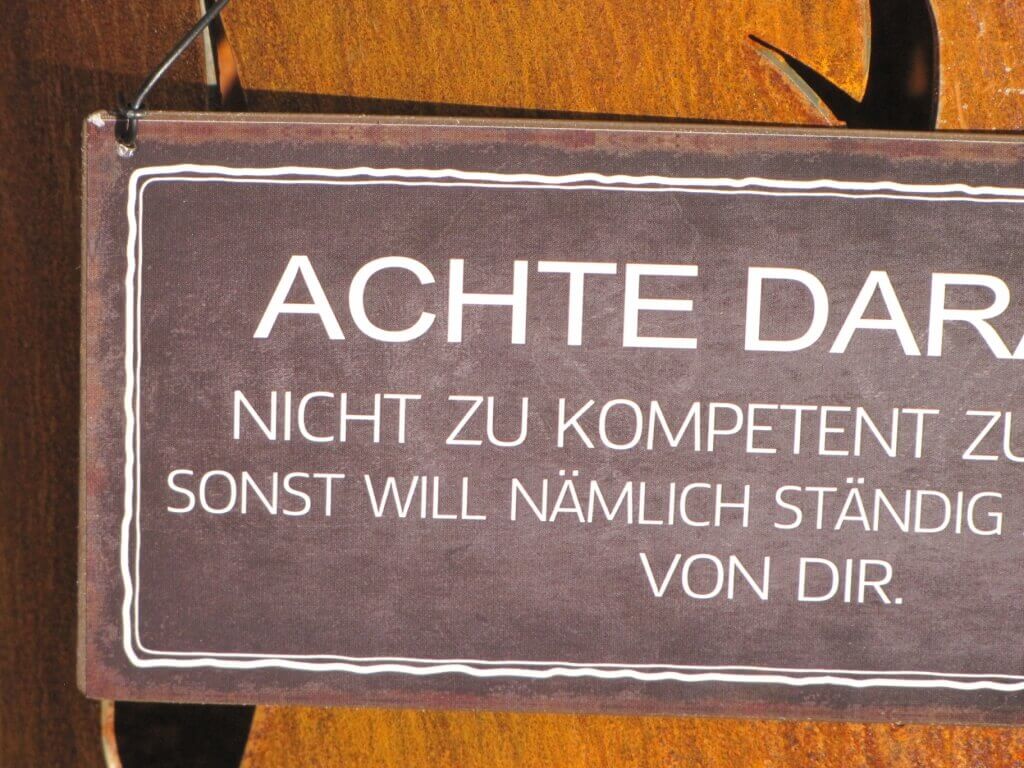 ACHTE DARA
NICHT ZU KOMPETENT ZU
SONST WILL NÄMLICH STÄNDIG
VON DIR.